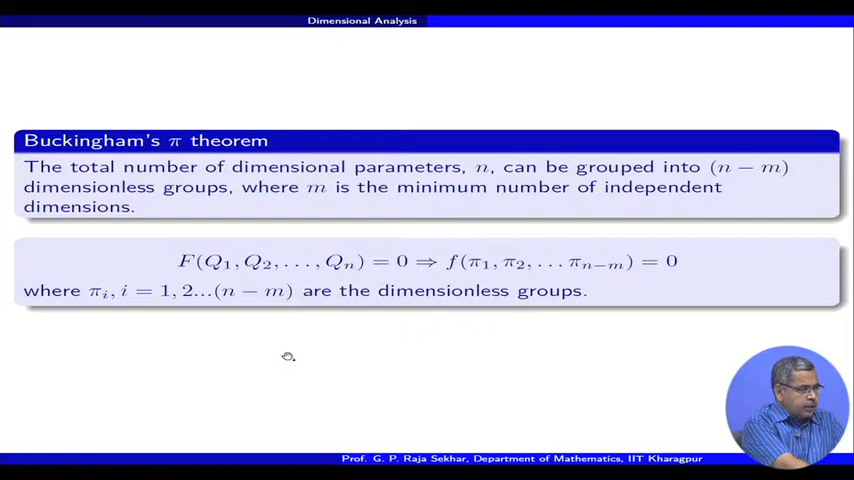 Dimensional Analysis
Buckingham's π theorem
The total number of dimensional parameters, n, can be grouped into (n − m)
dimensionless groups, where m is the minimum number of independent
dimensions.
F(Q₁, Q₂, . . . , Qₙ) = 0 ⇒ f(π₁, π₂, . . . πₙ₋ₘ) = 0
where πᵢ, i = 1, 2...(n − m) are the dimensionless groups.
Prof. G. P. Raja Sekhar, Department of Mathematics, IIT Kharagpur